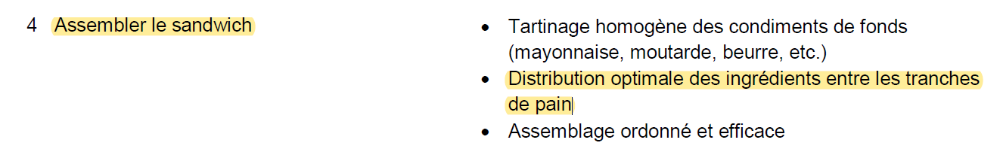 4 Assembler le sandwich
• Tartinage homogène des condiments de fonds
(mayonnaise, moutarde, beurre, etc.)
• Distribution optimale des ingrédients entre les tranches
de pain
• Assemblage ordonné et efficace